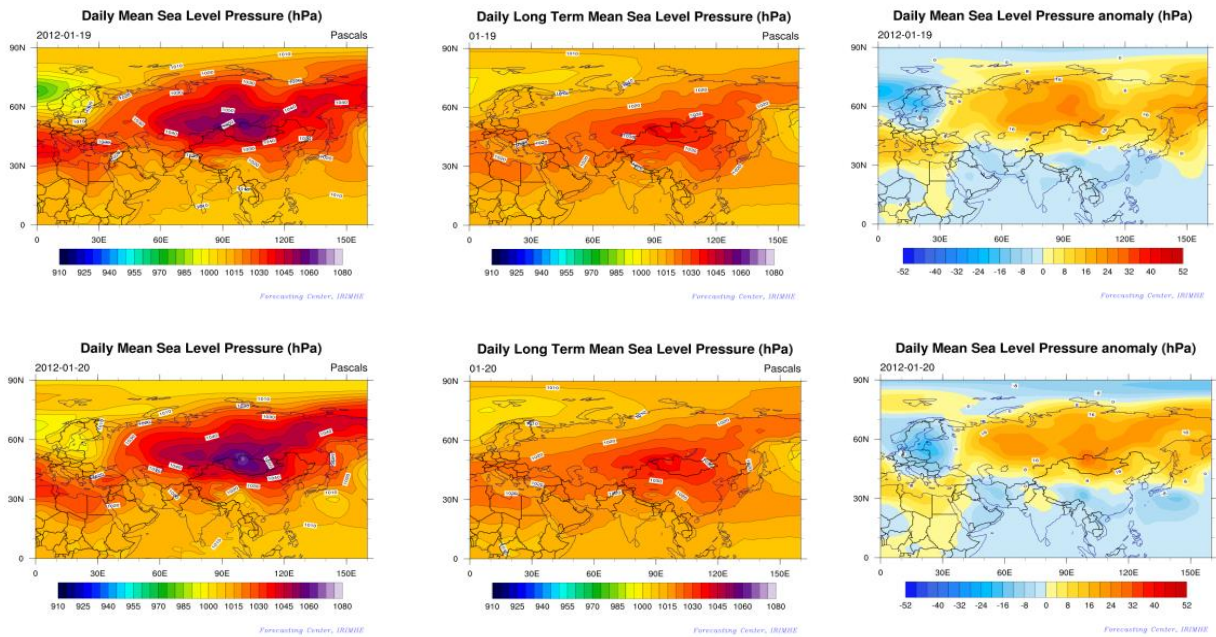 Daily Mean Sea Level Pressure (hPa)
2012-01-19 Pascals
90N
60N
30N
0
0 30E 60E 90E 120E 150E
910 925 940 955 970 985 1000 1015 1030 1045 1060 1080
Forecasting Center, IRIMHE
Daily Long Term Mean Sea Level Pressure (hPa)
01-19 Pascals
90N
60N
30N
0
0 30E 60E 90E 120E 150E
910 925 940 955 970 985 1000 1015 1030 1045 1060 1080
Forecasting Center, IRIMHE
Daily Mean Sea Level Pressure anomaly (hPa)
2012-01-19
90N
60N
30N
0
0 30E 60E 90E 120E 150E
-52 -40 -32 -24 -16 -8 0 8 16 24 32 40 52
Forecasting Center, IRIMHE
Daily Mean Sea Level Pressure (hPa)
2012-01-20 Pascals
90N
60N
30N
0
0 30E 60E 90E 120E 150E
910 925 940 955 970 985 1000 1015 1030 1045 1060 1080
Forecasting Center, IRIMHE
Daily Long Term Mean Sea Level Pressure (hPa)
01-20 Pascals
90N
60N
30N
0
0 30E 60E 90E 120E 150E
910 925 940 955 970 985 1000 1015 1030 1045 1060 1080
Forecasting Center, IRIMHE
Daily Mean Sea Level Pressure anomaly (hPa)
2012-01-20
90N
60N
30N
0
0 30E 60E 90E 120E 150E
-52 -40 -32 -24 -16 -8 0 8 16 24 32 40 52
Forecasting Center, IRIMHE